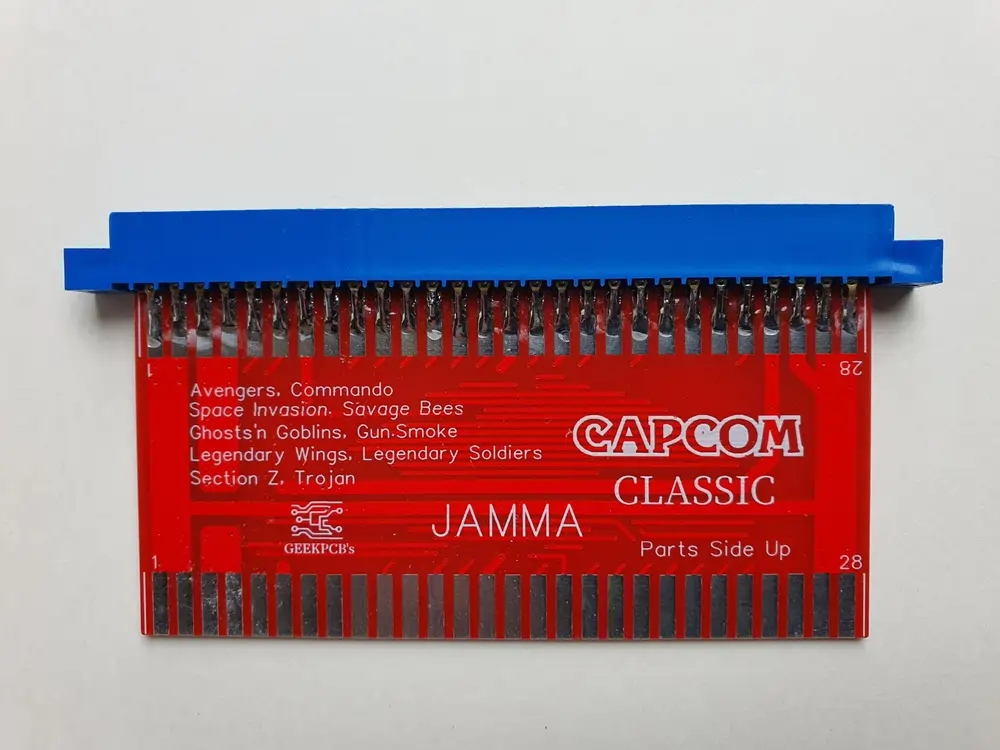 1
28
Avengers, Commando
Space Invasion, Savage Bees
Ghosts'n Goblins, Gun.Smoke
Legendary Wings, Legendary Soldiers
Section Z, Trojan
CAPCOM
CLASSIC
GEEKPCB's
JAMMA
Parts Side Up
1
28